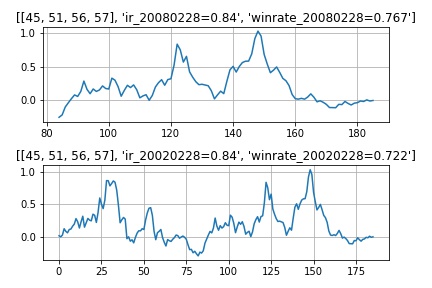 [[45, 51, 56, 57], 'ir_20080228=0.84', 'winrate_20080228=0.767']
1.0
0.5
0.0
80 100 120 140 160 180
[[45, 51, 56, 57], 'ir_20020228=0.84', 'winrate_20020228=0.722']
1.0
0.5
0.0
0 25 50 75 100 125 150 175